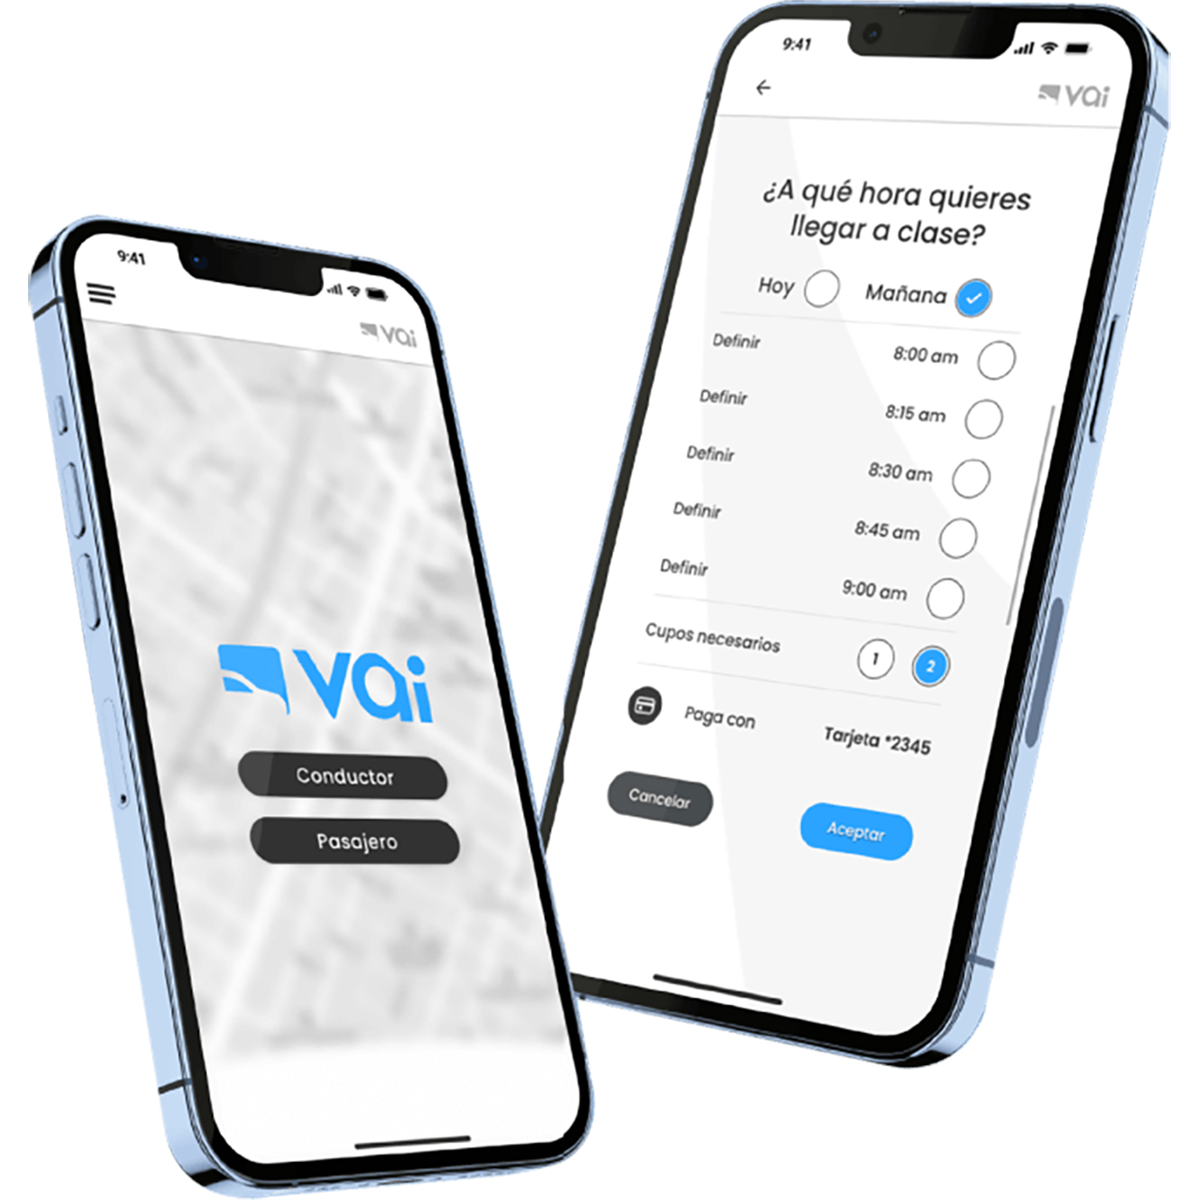 9:41
vai
vai
Conductor
Pasajero
9:41
vai
¿A qué hora quieres
llegar a clase?
Hoy Mañana
Definir 8:00 am
Definir 8:15 am
Definir 8:30 am
Definir 8:45 am
Definir 9:00 am
Cupos necesarios 1 2
Paga con Tarjeta *2345
Cancelar Aceptar